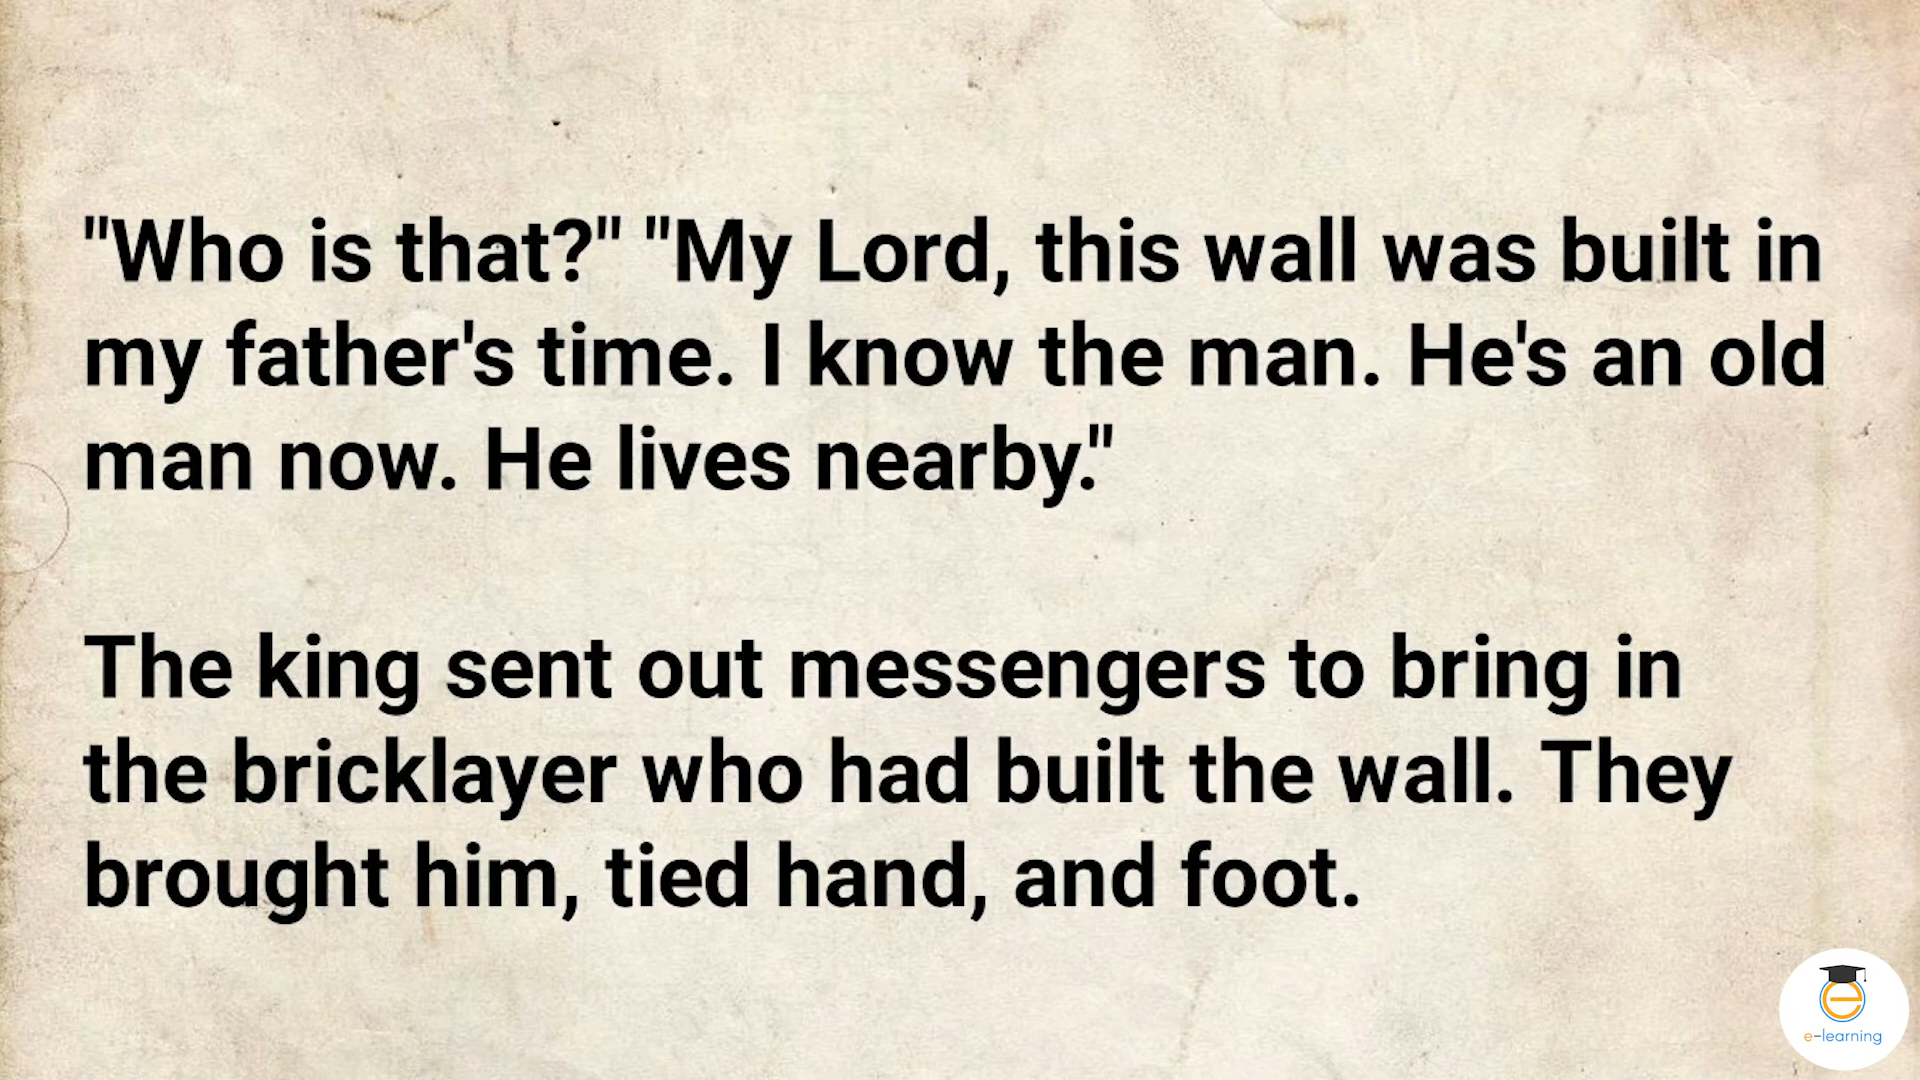 "Who is that?" "My Lord, this wall was built in
my father's time. I know the man. He's an old
man now. He lives nearby."
The king sent out messengers to bring in
the bricklayer who had built the wall. They
brought him, tied hand, and foot.
e-learning